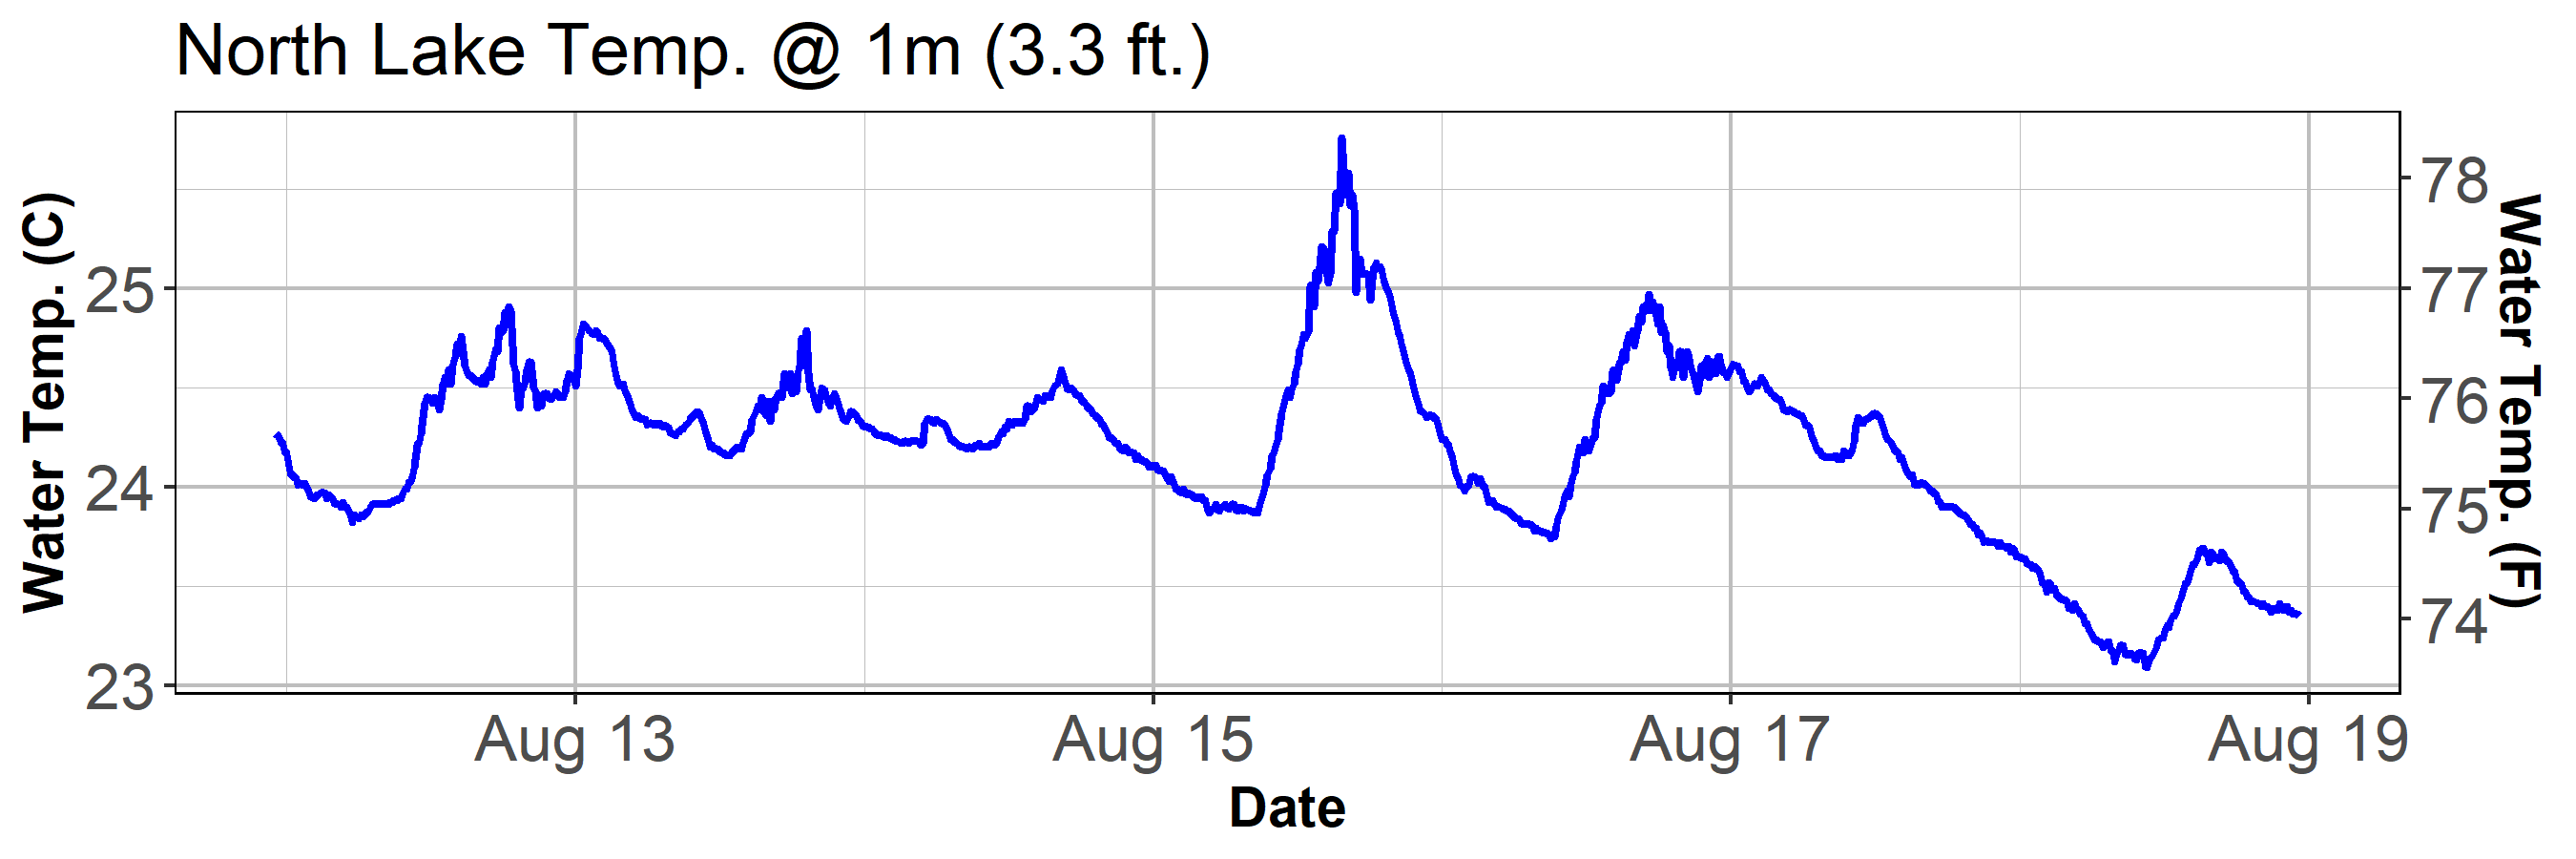 North Lake Temp. @ 1m (3.3 ft.)
Water Temp. (C)
25
24
23
78
77
76
75
74
Water Temp. (F)
Aug 13
Aug 15
Aug 17
Aug 19
Date